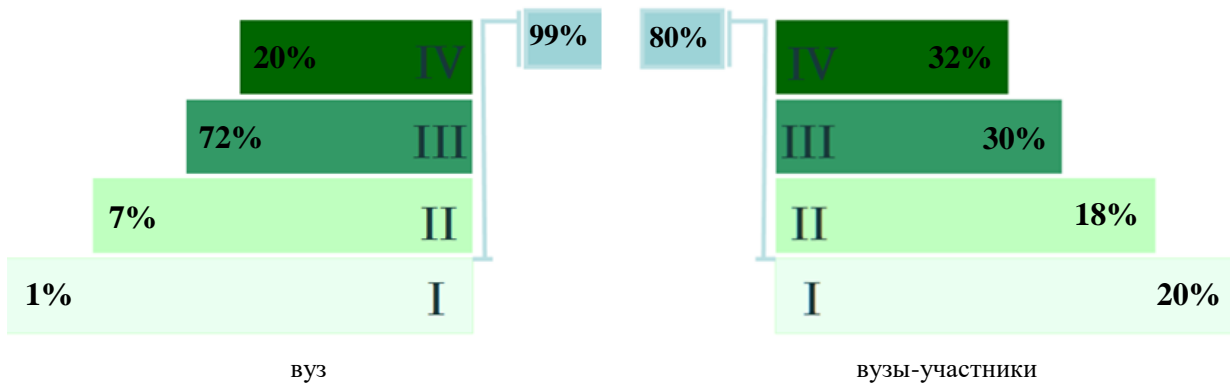 99% 80%
20% IV IV 32%
72% III III 30%
7% II II 18%
1% I I 20%
вуз вузы-участники